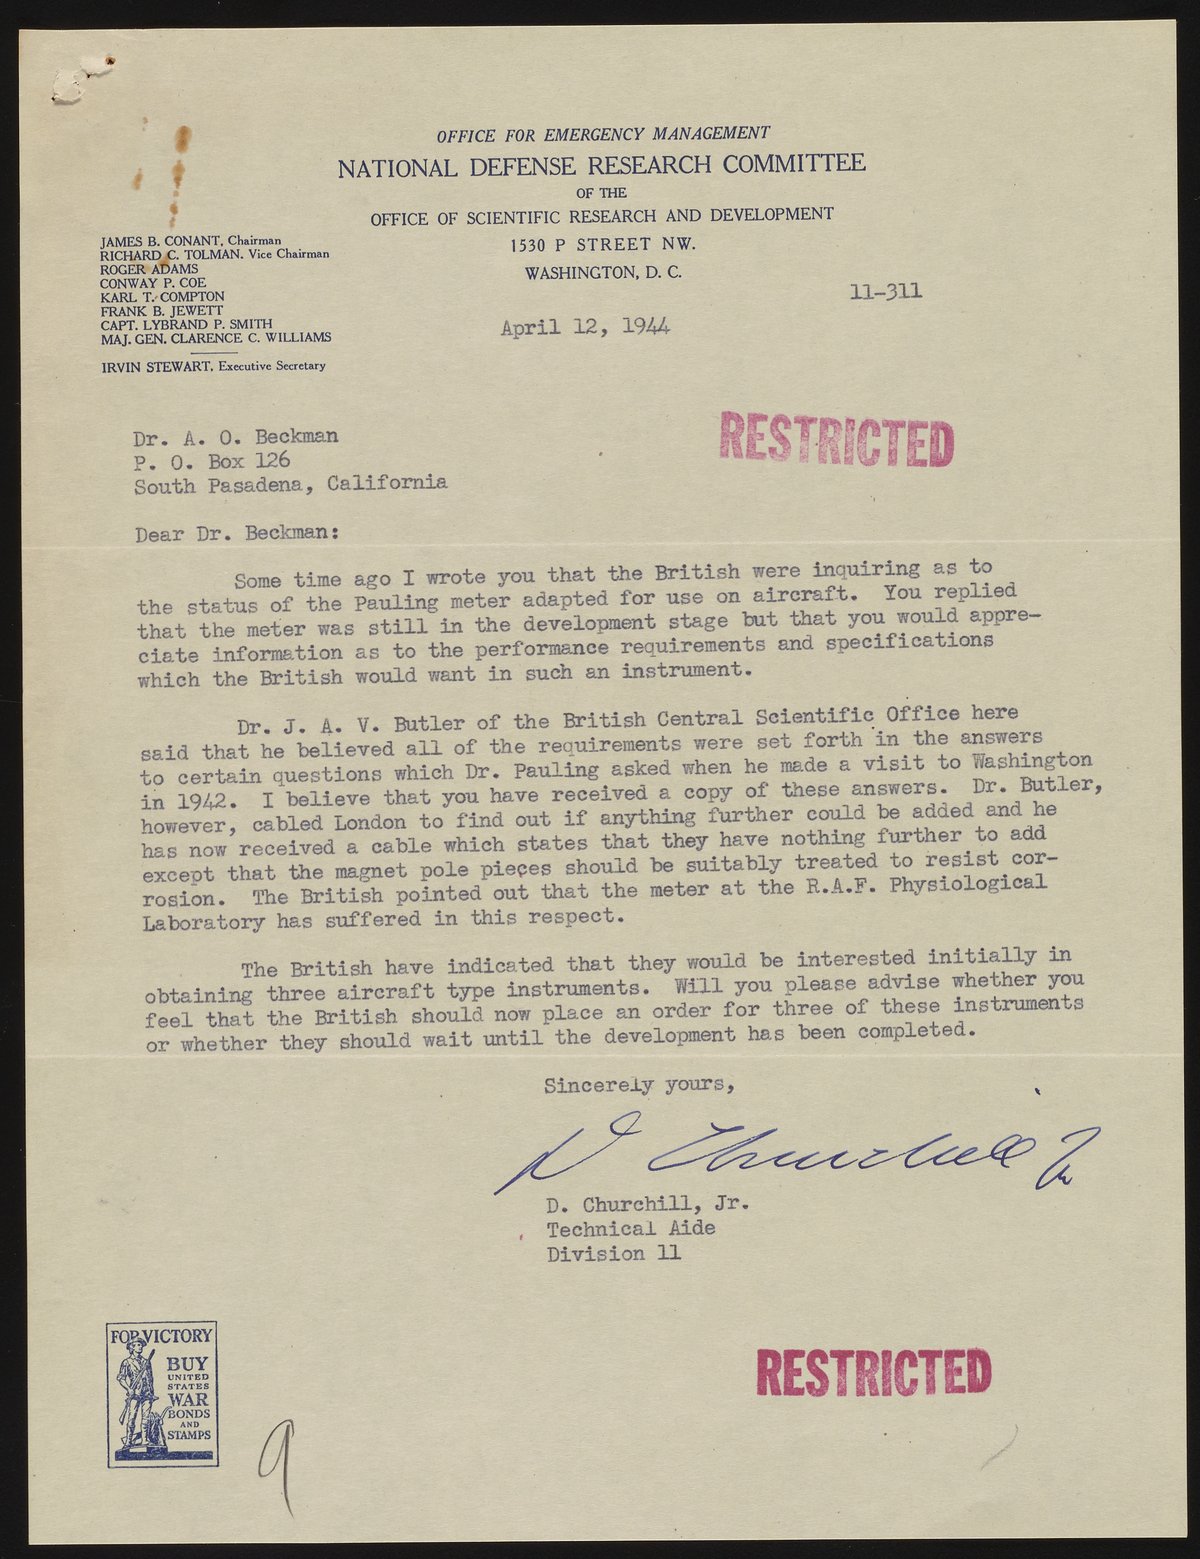 OFFICE FOR EMERGENCY MANAGEMENT
NATIONAL DEFENSE RESEARCH COMMITTEE
OF THE
OFFICE OF SCIENTIFIC RESEARCH AND DEVELOPMENT
1530 P STREET NW.
WASHINGTON, D. C.
JAMES B. CONANT, Chairman
RICHARD C. TOLMAN, Vice Chairman
ROGER ADAMS
CONWAY P. COE
KARL T. COMPTON
FRANK B. JEWETT
CAPT. LYBRAND P. SMITH
MAJ. GEN. CLARENCE C. WILLIAMS
IRVIN STEWART, Executive Secretary
11-311
April 12, 1944
RESTRICTED
Dr. A. O. Beckman
P. O. Box 126
South Pasadena, California
Dear Dr. Beckman:
Some time ago I wrote you that the British were inquiring as to
the status of the Pauling meter adapted for use on aircraft. You replied
that the meter was still in the development stage but that you would appre-
ciate information as to the performance requirements and specifications
which the British would want in such an instrument.
Dr. J. A. V. Butler of the British Central Scientific Office here
said that he believed all of the requirements were set forth in the answers
to certain questions which Dr. Pauling asked when he made a visit to Washington
in 1942. I believe that you have received a copy of these answers. Dr. Butler,
however, cabled London to find out if anything further could be added and he
has now received a cable which states that they have nothing further to add
except that the magnet pole pieces should be suitably treated to resist cor-
rosion. The British pointed out that the meter at the R.A.F. Physiological
Laboratory has suffered in this respect.
The British have indicated that they would be interested initially in
obtaining three aircraft type instruments. Will you please advise whether you
feel that the British should now place an order for three of these instruments
or whether they should wait until the development has been completed.
Sincerely yours,
D Churchill Jr
D. Churchill, Jr.
Technical Aide
Division 11
FOR VICTORY
BUY
UNITED
STATES
WAR
BONDS
AND
STAMPS
RESTRICTED
9